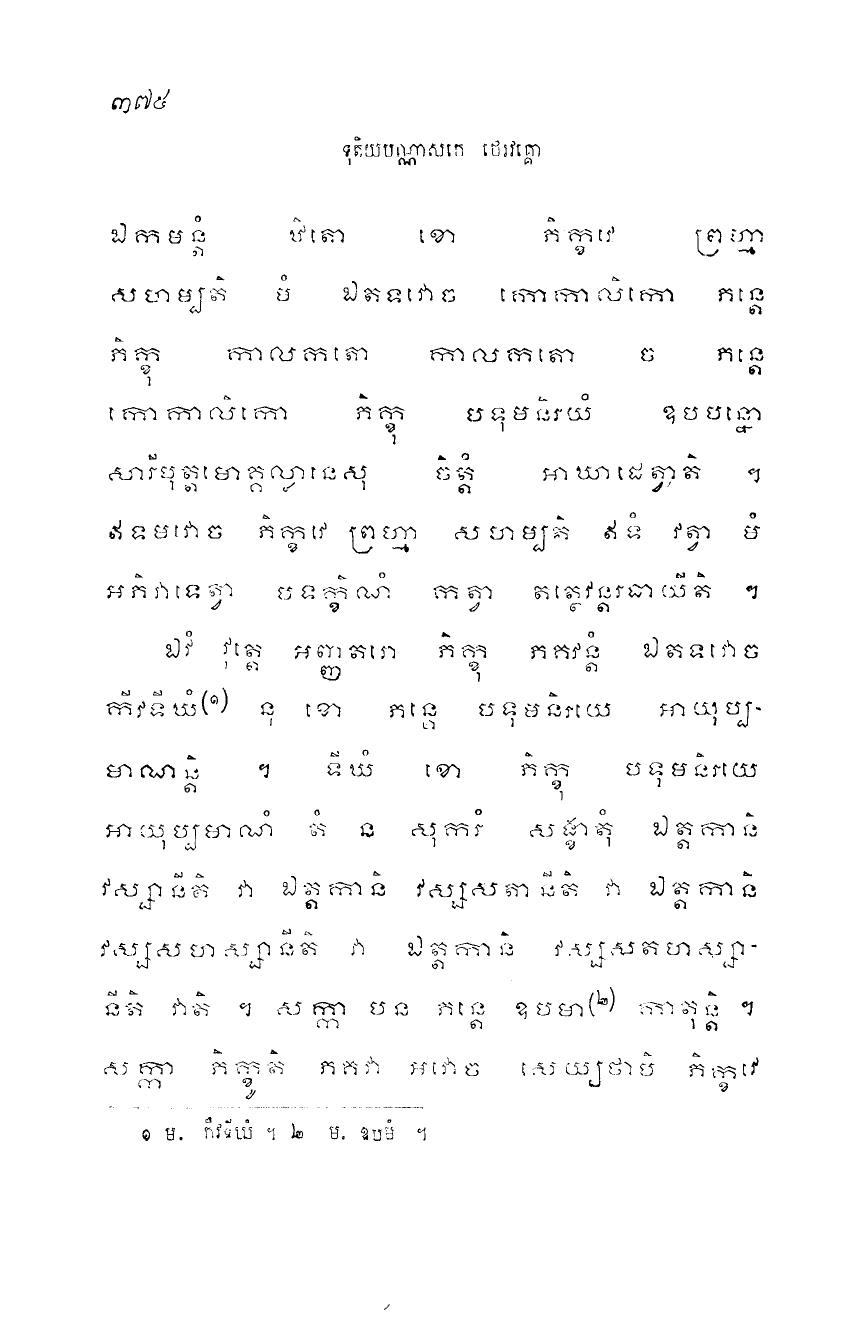 ៣៧៥
ទុតិយបណ្ណាសកេ ថេរវគ្គោ
ឯកមន្តំ ឋិតោ ខោ ភិក្ខវេ ព្រហ្មា
សហម្បតិ មំ ឯតទវោច កោកាលិកោ ភន្តេ
ភិក្ខុ កាលកតោ កាលកតោ ច ភន្តេ
កោកាលិកោ ភិក្ខុ បទុមនិរយំ ឧបបន្នោ
សារីបុត្តមោគ្គល្លានេសុ ចិត្តំ អាឃាដេត្វាតិ ។
ឥទមវោច ភិក្ខវេ ព្រហ្មា សហម្បតិ ឥទំ វត្វា មំ
អភិវាទេត្វា បទក្ខិណំ កត្វា តត្ថេវន្តរធាយីតិ ។
ឯវំ វុត្តេ អញ្ញតរោ ភិក្ខុ ភគវន្តំ ឯតទវោច
កីវទីឃំ(១) នុ ខោ ភន្តេ បទុមនិរយេ អាយុប្ប-
មាណន្តិ ។ ទីឃំ ខោ ភិក្ខុ បទុមនិរយេ
អាយុប្បមាណំ តំ ន សុករំ សង្ខាតុំ ឯត្តកានិ
វស្សានីតិ វា ឯត្តកានិ វស្សសតានីតិ វា ឯត្តកានិ
វស្សសហស្សានីតិ វា ឯត្តកានិ វស្សសតហស្សា-
នីតិ វាតិ ។ សក្កា បន ភន្តេ ឧបមា(២) កាតុន្តិ ។
សក្កា ភិក្ខូតិ ភគវា អវោច សេយ្យថាបិ ភិក្ខវេ
១ ម. កីវទីឃំ ។ ២ ម. ឧបមំ ។